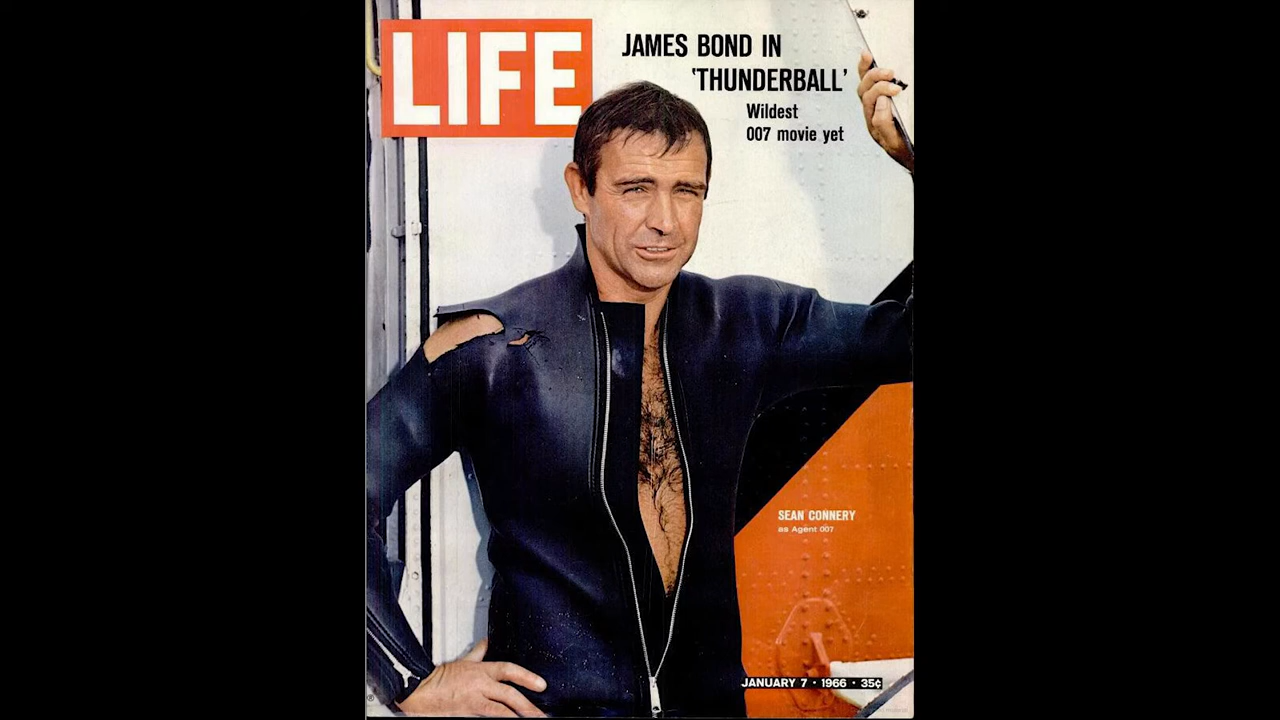 LIFE
JAMES BOND IN
‘THUNDERBALL’
Wildest
007 movie yet
SEAN CONNERY
as Agent 007
JANUARY 7 · 1966 · 35¢
®